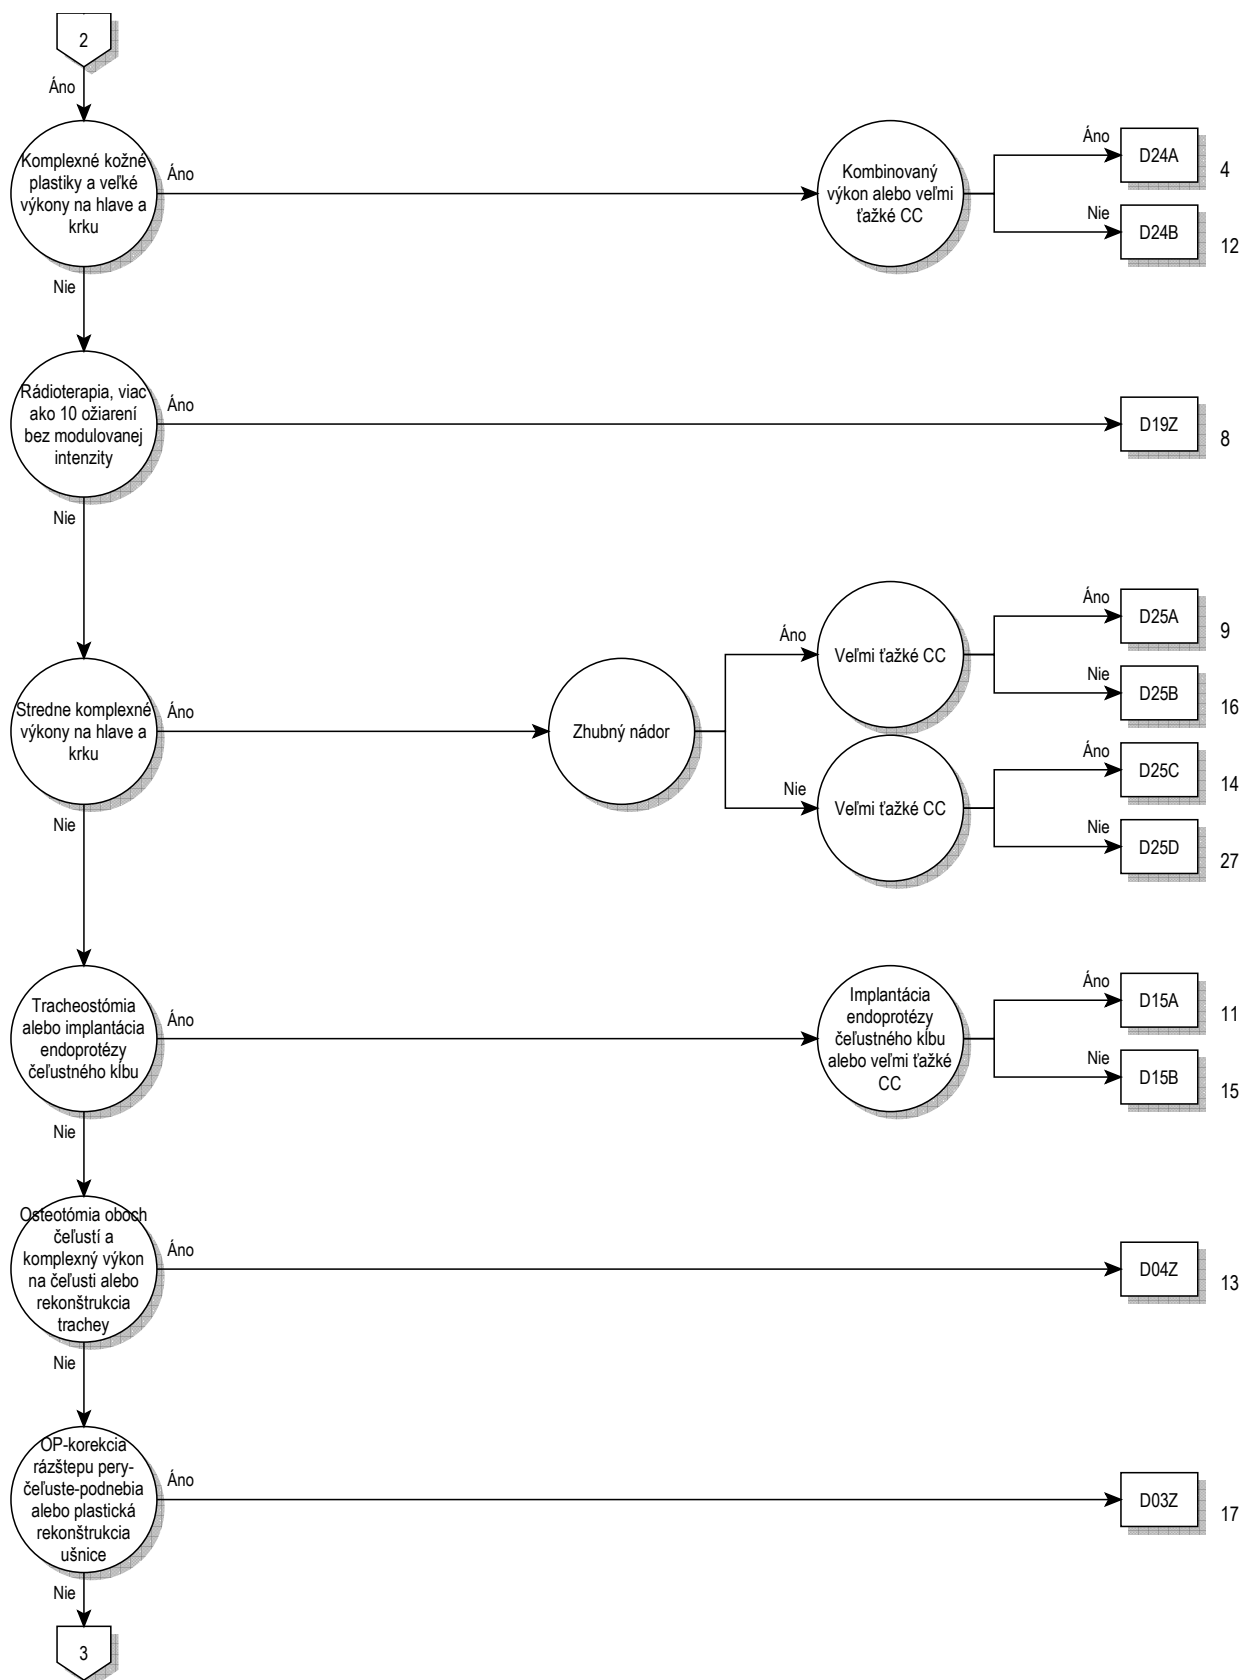 2
Áno
Komplexné kožné
plastiky a veľké
výkony na hlave a
krku
Áno
Kombinovaný
výkon alebo veľmi
ťažké CC
Áno
D24A
4
Nie
D24B
12
Nie
Rádioterapia, viac
ako 10 ožiarení
bez modulovanej
intenzity
Áno
D19Z
8
Nie
Stredne komplexné
výkony na hlave a
krku
Áno
Zhubný nádor
Áno
Veľmi ťažké CC
Áno
D25A
9
Nie
D25B
16
Nie
Veľmi ťažké CC
Áno
D25C
14
Nie
D25D
27
Nie
Tracheostómia
alebo implantácia
endoprotézy
čeľustného kĺbu
Áno
Implantácia
endoprotézy
čeľustného kĺbu
alebo veľmi ťažké
CC
Áno
D15A
11
Nie
D15B
15
Nie
Osteotómia oboch
čeľustí a
komplexný výkon
na čeľusti alebo
rekonštrukcia
trachey
Áno
D04Z
13
Nie
OP-korekcia
rázštepu pery-
čeľuste-podnebia
alebo plastická
rekonštrukcia
ušnice
Áno
D03Z
17
Nie
3